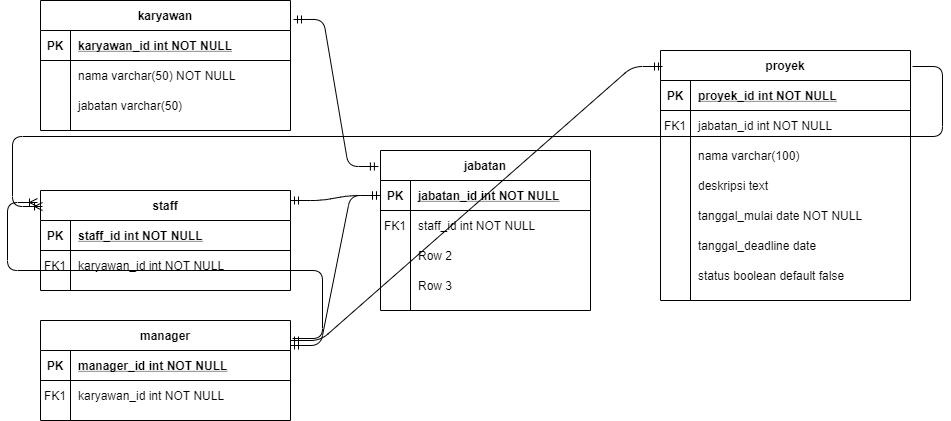 karyawan
PK karyawan_id int NOT NULL
nama varchar(50) NOT NULL
jabatan varchar(50)
staff
PK staff_id int NOT NULL
FK1 karyawan_id int NOT NULL
manager
PK manager_id int NOT NULL
FK1 karyawan_id int NOT NULL
jabatan
PK jabatan_id int NOT NULL
FK1 staff_id int NOT NULL
Row 2
Row 3
proyek
PK proyek_id int NOT NULL
FK1 jabatan_id int NOT NULL
nama varchar(100)
deskripsi text
tanggal_mulai date NOT NULL
tanggal_deadline date
status boolean default false